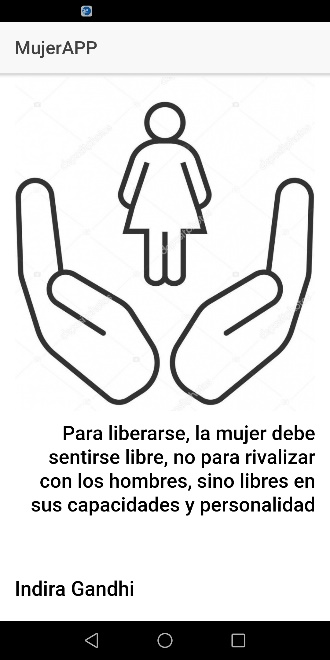 MujerAPP
Para liberarse, la mujer debe
sentirse libre, no para rivalizar
con los hombres, sino libres en
sus capacidades y personalidad
Indira Gandhi